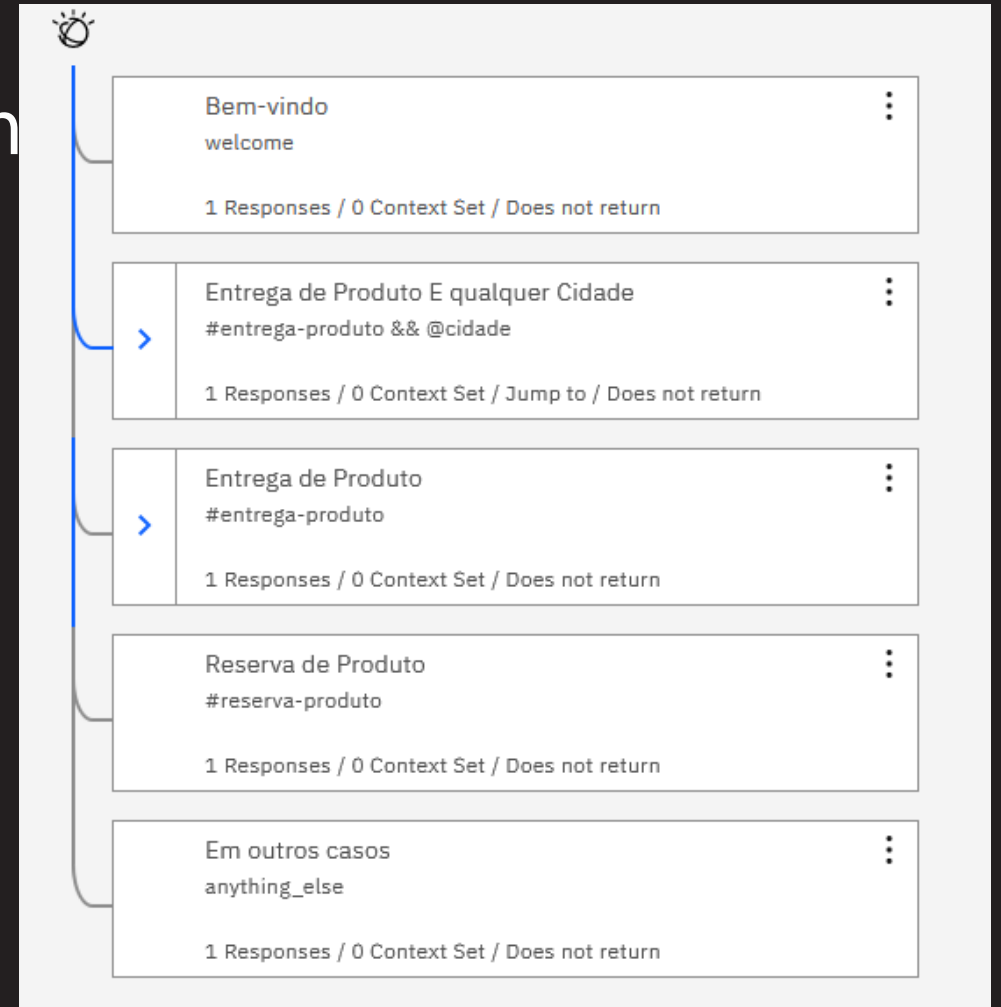 Bem-vindo
welcome
1 Responses / 0 Context Set / Does not return
Entrega de Produto E qualquer Cidade
#entrega-produto && @cidade
1 Responses / 0 Context Set / Jump to / Does not return
Entrega de Produto
#entrega-produto
1 Responses / 0 Context Set / Does not return
Reserva de Produto
#reserva-produto
1 Responses / 0 Context Set / Does not return
Em outros casos
anything_else
1 Responses / 0 Context Set / Does not return